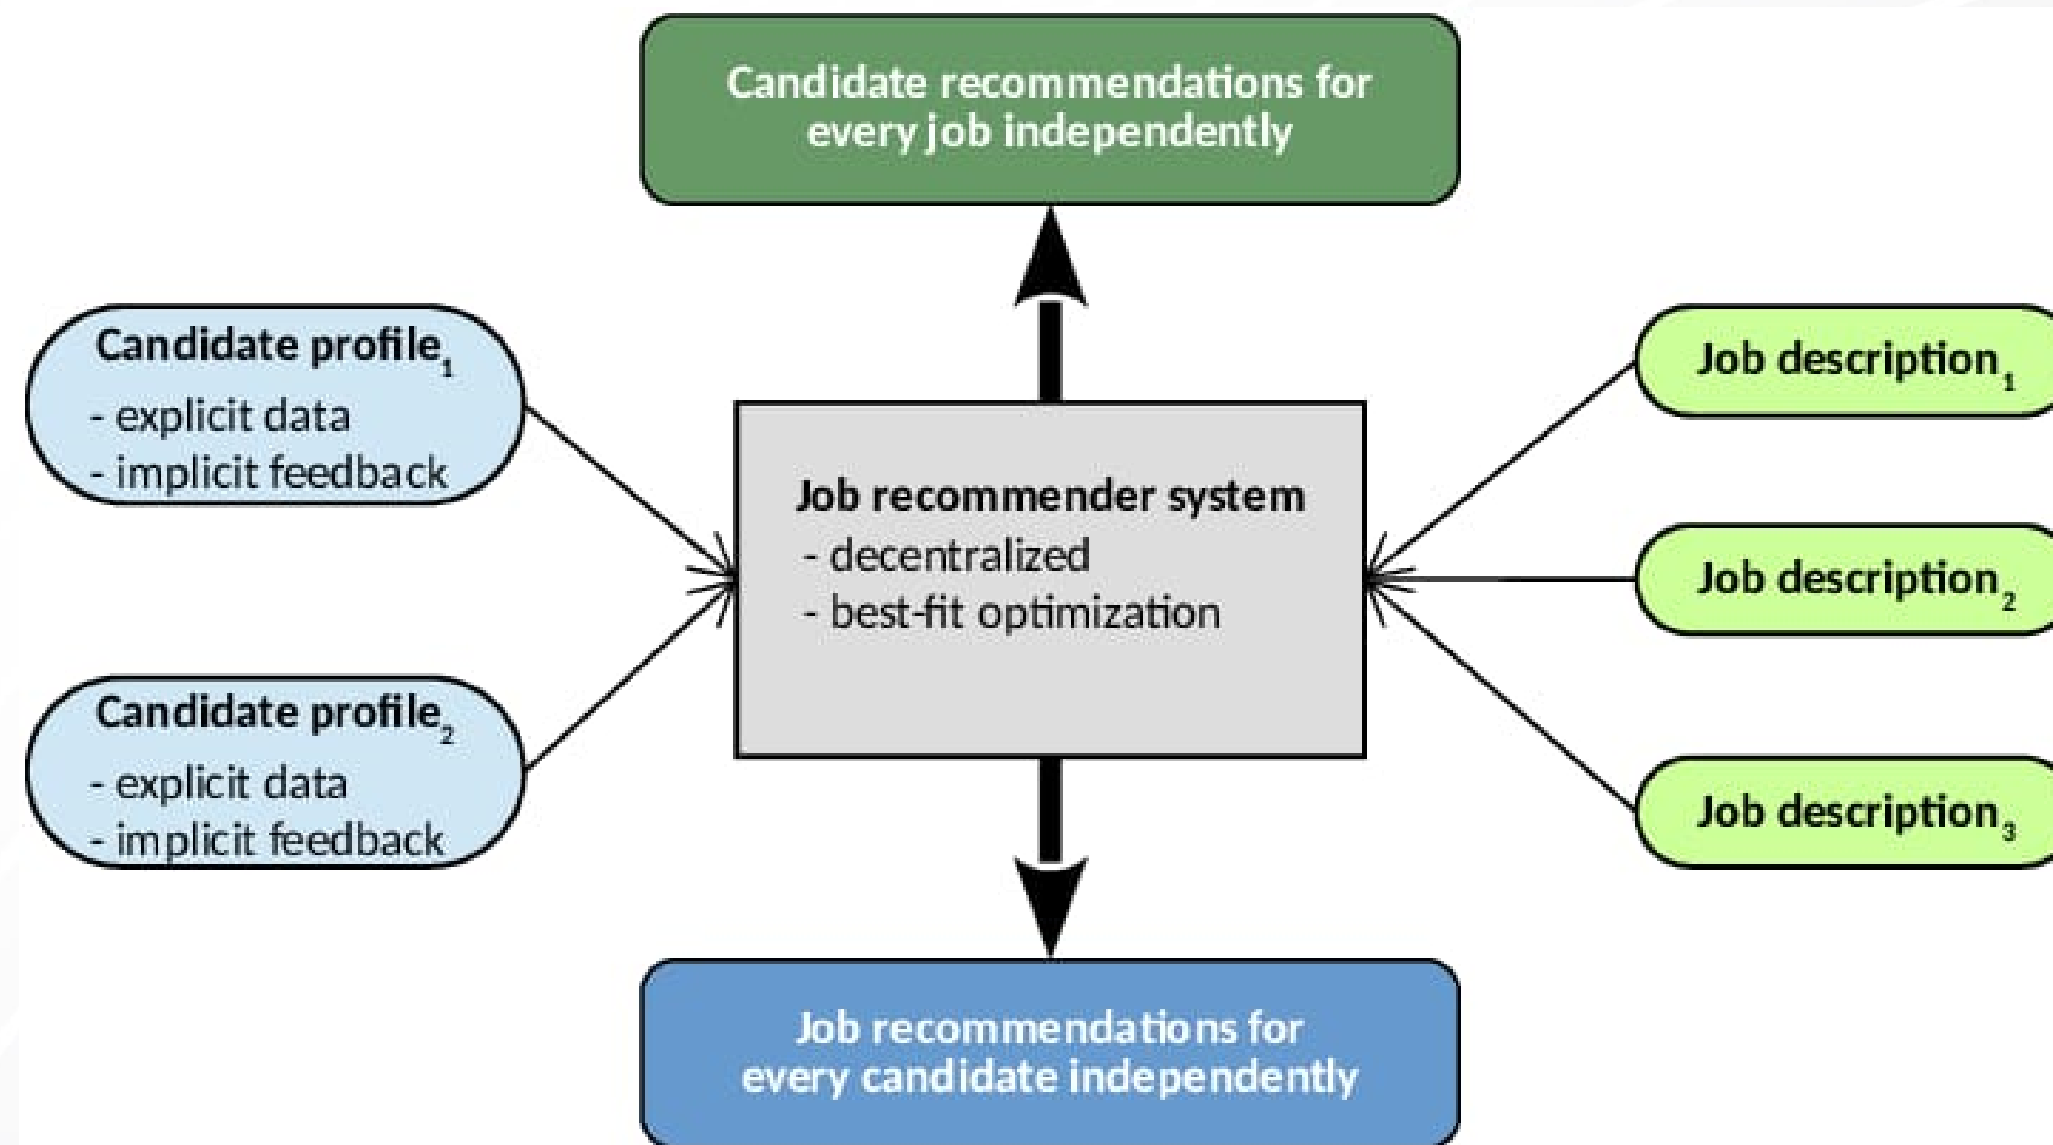 Candidate recommendations for
every job independently
Candidate profile1
- explicit data
- implicit feedback
Candidate profile2
- explicit data
- implicit feedback
Job recommender system
- decentralized
- best-fit optimization
Job description1
Job description2
Job description3
Job recommendations for
every candidate independently